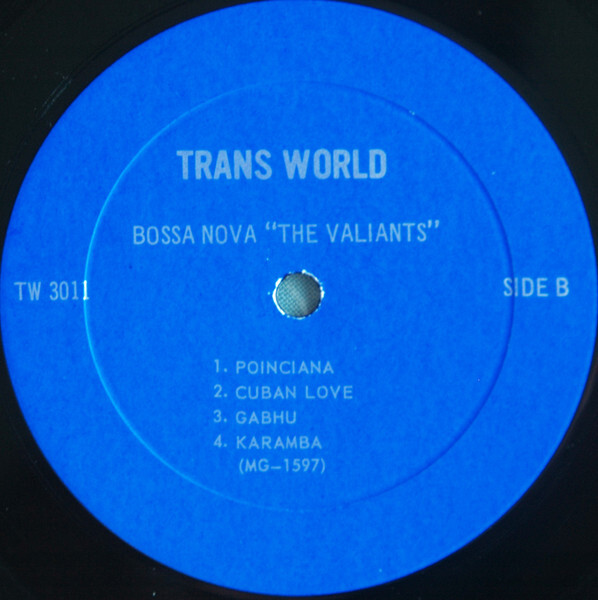 TRANS WORLD
BOSSA NOVA “THE VALIANTS”
TW 3011
SIDE B
1. POINCIANA
2. CUBAN LOVE
3. GABHU
4. KARAMBA
(MG–1597)